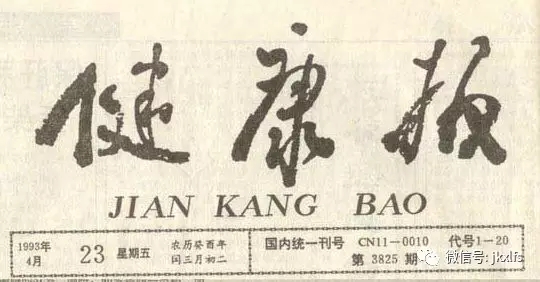 健康报
JIAN KANG BAO
1993年 4月 23 星期五 农历癸酉年 闰三月初二 国内统一刊号 CN11—0010 代号1—20
第 3825 期
微信号: jkxdfs